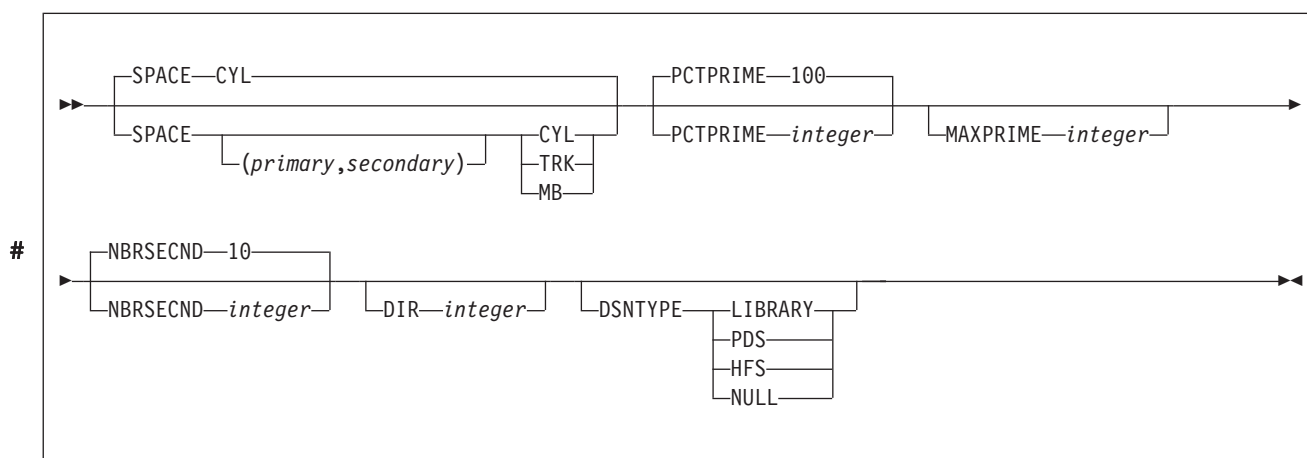 SPACE CYL PCTPRIME 100
SPACE (primary,secondary) CYL PCTPRIME integer MAXPRIME integer
TRK
MB
# NBRSECND 10
NBRSECND integer DIR integer DSNTYPE LIBRARY
PDS
HFS
NULL